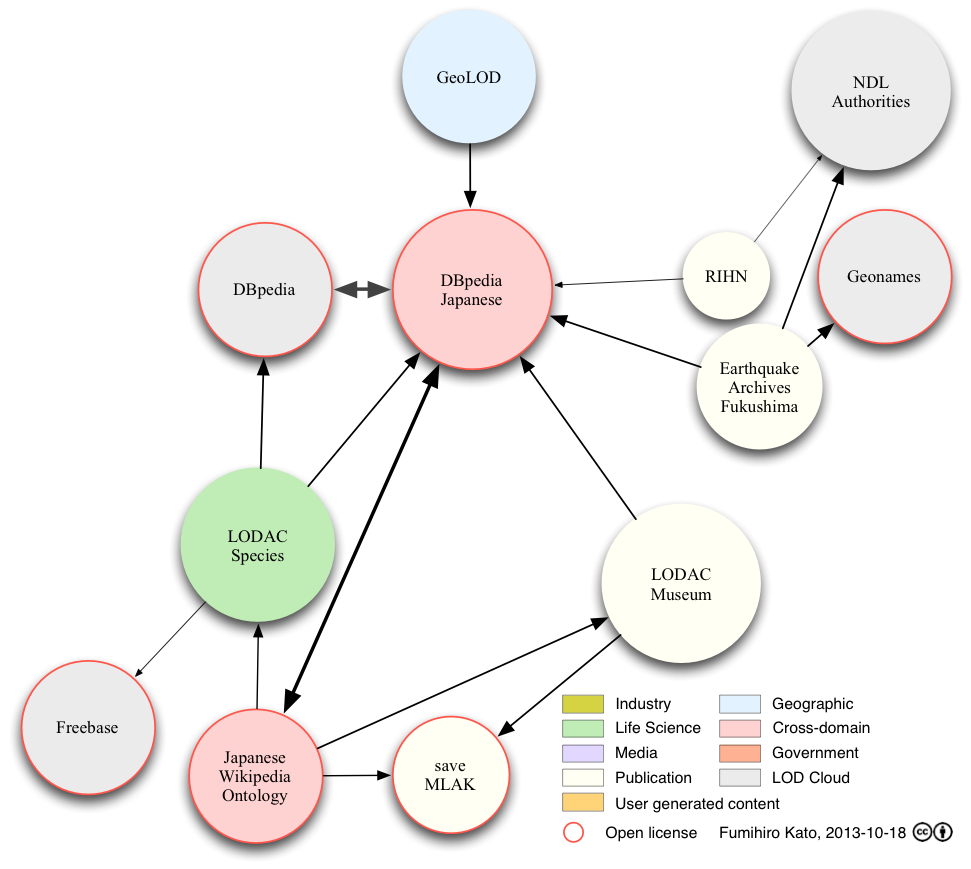 GeoLOD
NDL
Authorities
DBpedia
DBpedia
Japanese
RIHN
Geonames
Earthquake
Archives
Fukushima
LODAC
Species
LODAC
Museum
Freebase
Japanese
Wikipedia
Ontology
save
MLAK
Industry
Geographic
Life Science
Cross-domain
Media
Government
Publication
LOD Cloud
User generated content
Open license
Fumihiro Kato, 2013-10-18 cc